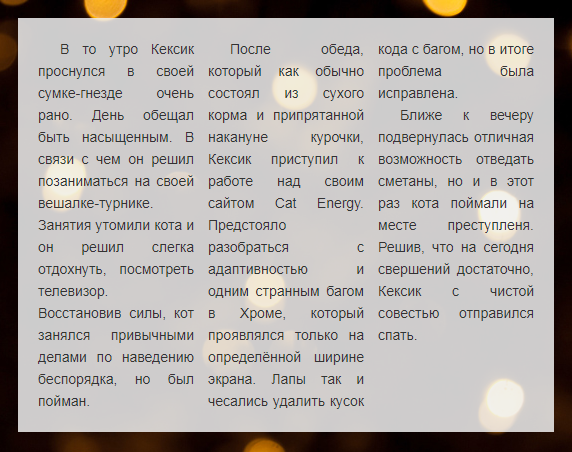 В то утро Кексик
проснулся в своей
сумке-гнезде очень
рано. День обещал
быть насыщенным. В
связи с чем он решил
позаниматься на своей
вешалке-турнике.
Занятия утомили кота и
он решил слегка
отдохнуть, посмотреть
телевизор.
Восстановив силы, кот
занялся привычными
делами по наведению
беспорядка, но был
пойман.
После обеда,
который как обычно
состоял из сухого
корма и припрятанной
накануне курочки,
Кексик приступил к
работе над своим
сайтом Cat Energy.
Предстояло
разобраться с
адаптивностью и
одним странным багом
в Хроме, который
проявлялся только на
определённой ширине
экрана. Лапы так и
чесались удалить кусок
кода с багом, но в итоге
проблема была
исправлена.
Ближе к вечеру
подвернулась отличная
возможность отведать
сметаны, но и в этот
раз кота поймали на
месте преступленя.
Решив, что на сегодня
свершений достаточно,
Кексик с чистой
совестью отправился
спать.